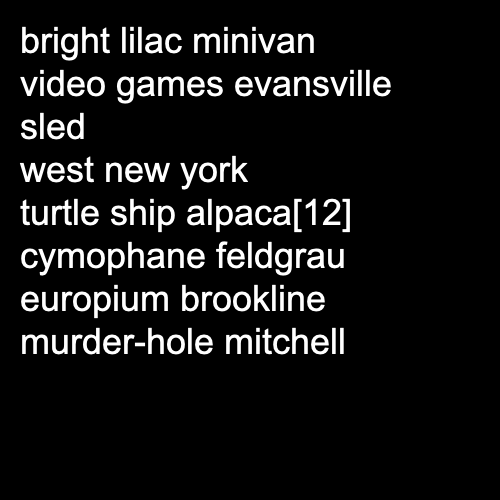 bright lilac minivan
video games evansville
sled
west new york
turtle ship alpaca[12]
cymophane feldgrau
europium brookline
murder-hole mitchell